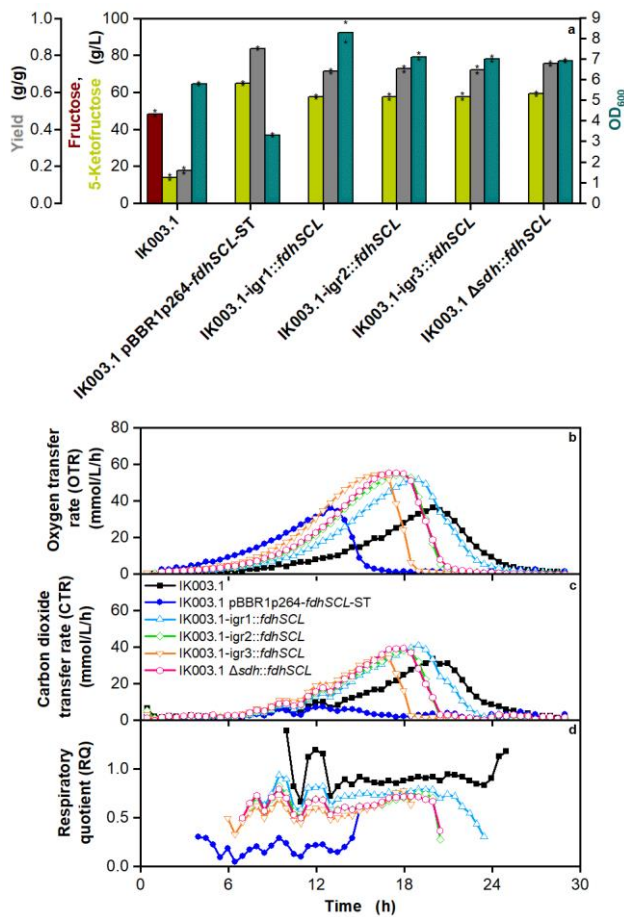 a
Yield (g/g)
Fructose,
5-Ketofructose (g/L)
OD600
1.0
0.8
0.6
0.4
0.2
0.0
100
80
60
40
20
0
9
8
7
6
5
4
3
2
1
0
IK003.1
IK003.1 pBBR1p264-fdhSCL-ST
IK003.1-igr1::fdhSCL
IK003.1-igr2::fdhSCL
IK003.1-igr3::fdhSCL
IK003.1 Δsdh::fdhSCL
b
Oxygen transfer
rate (OTR)
(mmol/L/h)
80
60
40
20
0
c
Carbon dioxide
transfer rate (CTR)
(mmol/L/h)
60
40
20
0
IK003.1
IK003.1 pBBR1p264-fdhSCL-ST
IK003.1-igr1::fdhSCL
IK003.1-igr2::fdhSCL
IK003.1-igr3::fdhSCL
IK003.1 Δsdh::fdhSCL
d
Respiratory
quotient (RQ)
1.0
0.5
0.0
0 6 12 18 24 30
Time (h)